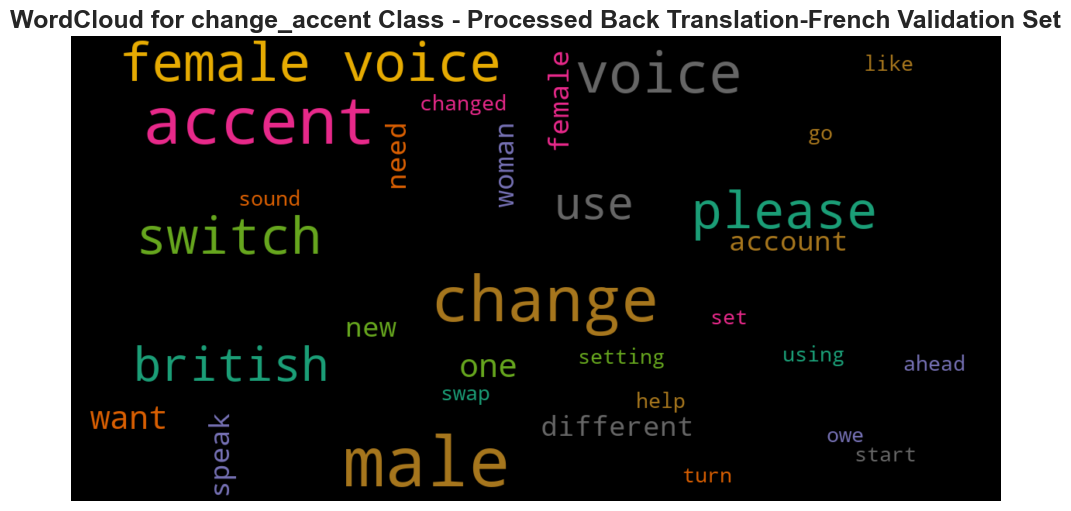 WordCloud for change_accent Class - Processed Back Translation-French Validation Set
female voice
voice
like
accent
changed
female
go
need
woman
sound
use
please
switch
account
change
new
set
british
one
setting
using
ahead
swap
help
want
speak
different
owe
start
male
turn